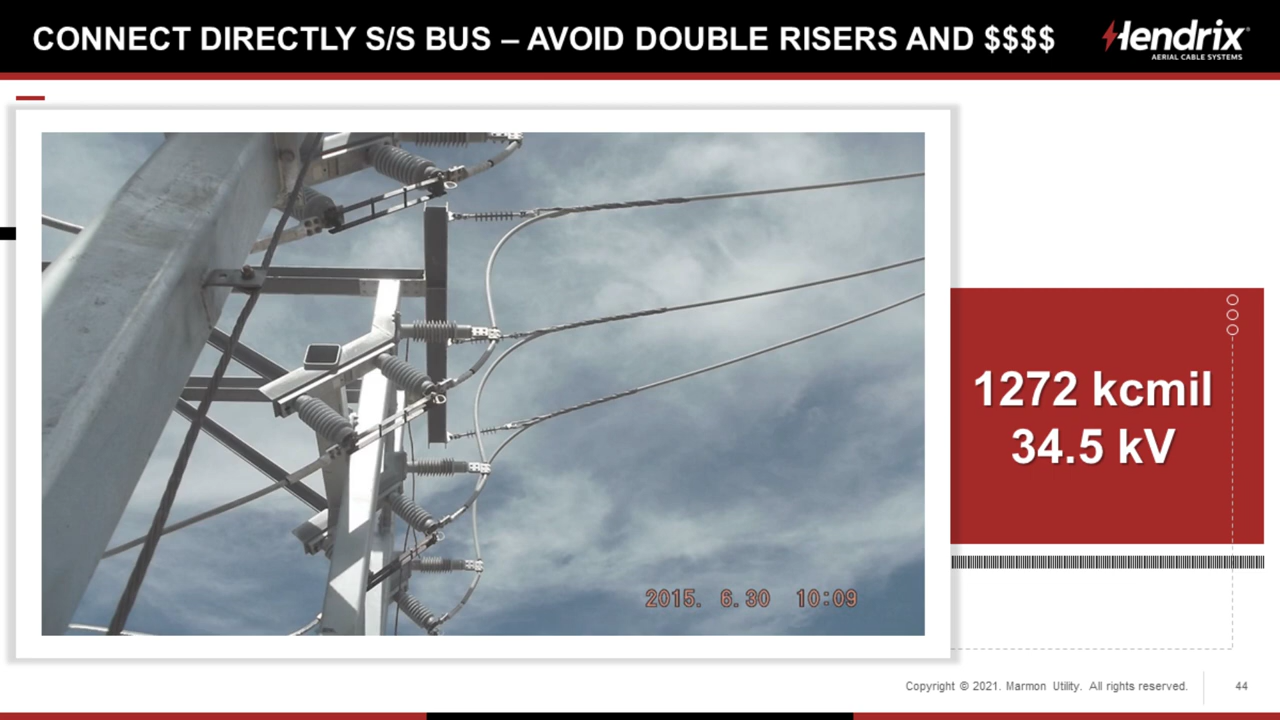 CONNECT DIRECTLY S/S BUS – AVOID DOUBLE RISERS AND $$$$
Hendrix®
AERIAL CABLE SYSTEMS
1272 kcmil
34.5 kV
2015. 6.30 10:09
Copyright © 2021. Marmon Utility. All rights reserved.
44